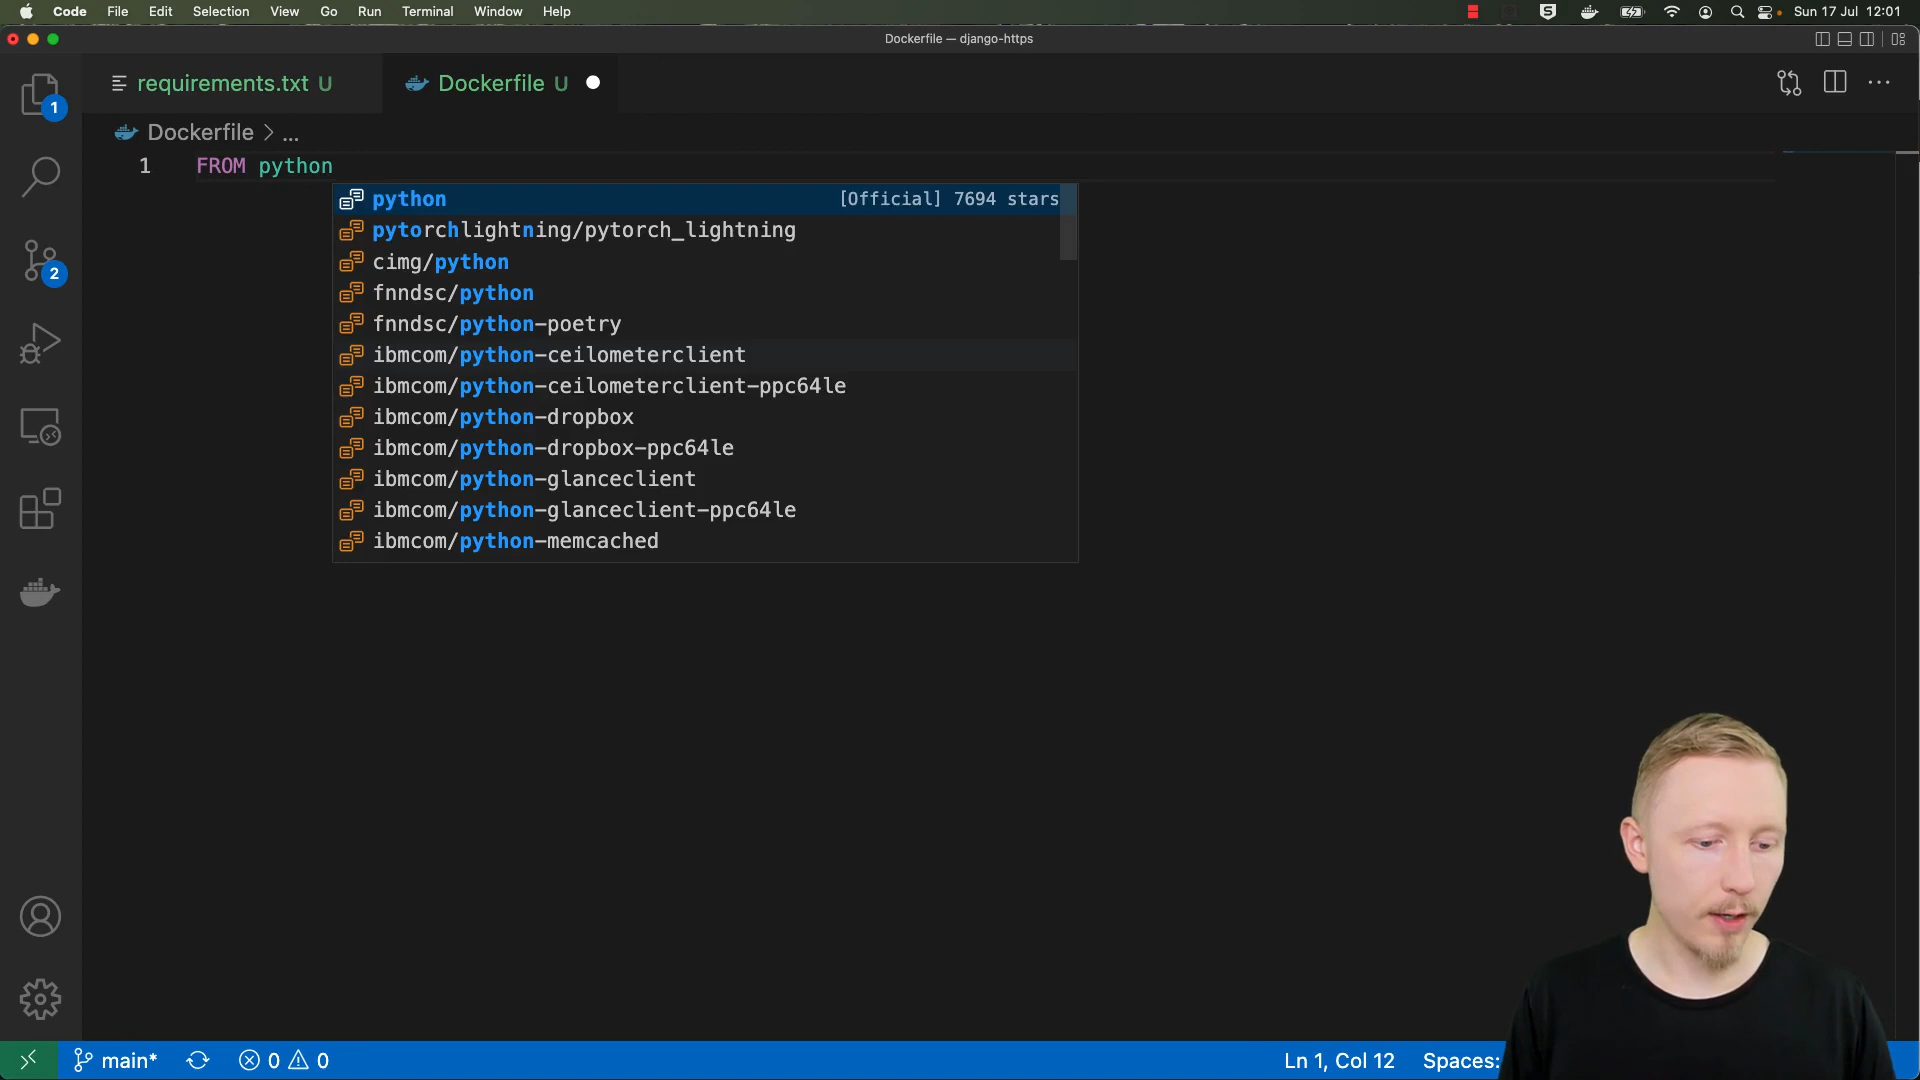 Code File Edit Selection View Go Run Terminal Window Help Sun 17 Jul 12:01
Dockerfile — django-https
requirements.txt U Dockerfile U
1
Dockerfile > ...
1 FROM python
python [Official] 7694 stars
pytorchlightning/pytorch_lightning
cimg/python
fnndsc/python
fnndsc/python-poetry
ibmcom/python-ceilometerclient
2
ibmcom/python-ceilometerclient-ppc64le
ibmcom/python-dropbox
ibmcom/python-dropbox-ppc64le
ibmcom/python-glanceclient
ibmcom/python-glanceclient-ppc64le
ibmcom/python-memcached
main* 0 0 Ln 1, Col 12 Spaces: